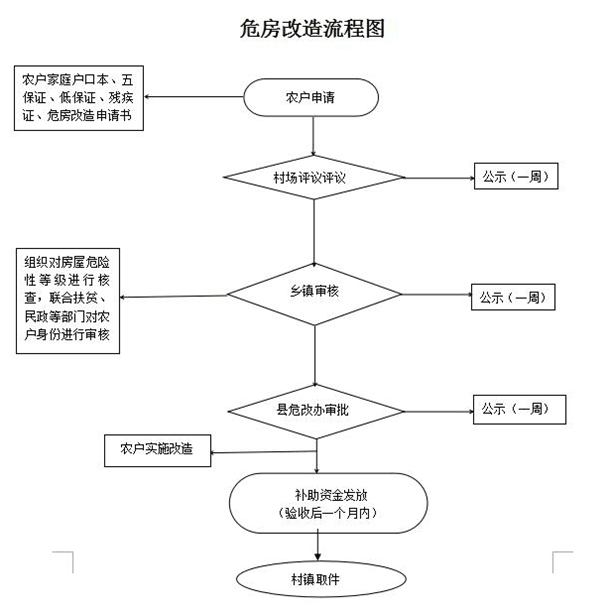 危房改造流程图
农户家庭户口本、五
保证、低保证、残疾
证、危房改造申请书
农户申请
村场评议评议
公示（一周）
组织对房屋危险
性等级进行核
查，联合扶贫、
民政等部门对农
户身份进行审核
乡镇审核
公示（一周）
县危改办审批
公示（一周）
农户实施改造
补助资金发放
（验收后一个月内）
村镇取件